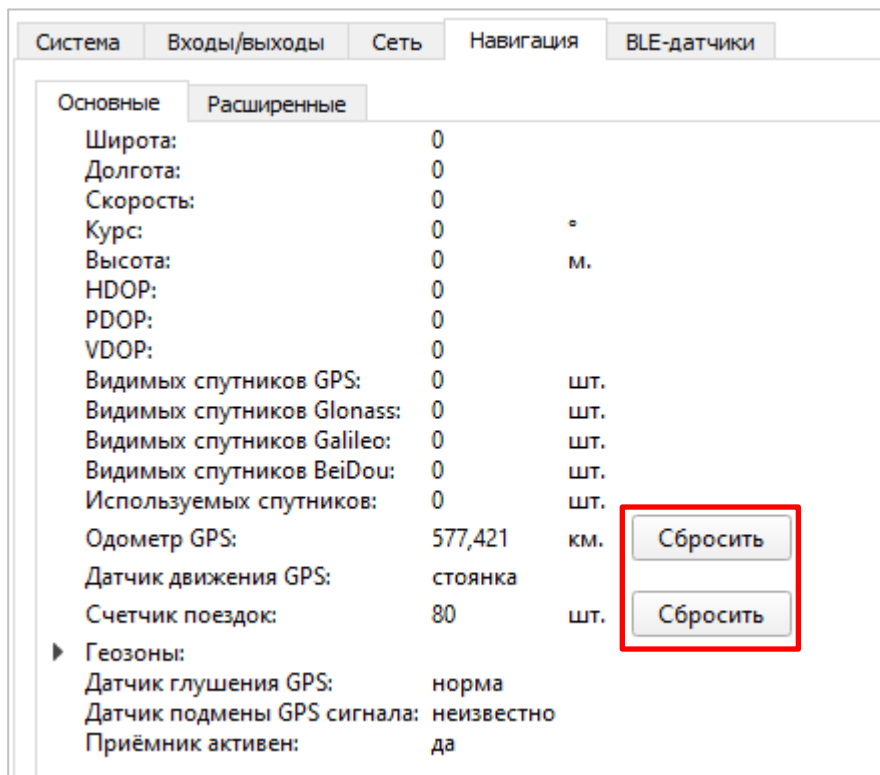 Система Входы/выходы Сеть Навигация BLE-датчики
Основные Расширенные
Широта: 0
Долгота: 0
Скорость: 0
Курс: 0 °
Высота: 0 м.
HDOP: 0
PDOP: 0
VDOP: 0
Видимых спутников GPS: 0 шт.
Видимых спутников Glonass: 0 шт.
Видимых спутников Galileo: 0 шт.
Видимых спутников BeiDou: 0 шт.
Используемых спутников: 0 шт.
Одометр GPS: 577,421 км. Сбросить
Датчик движения GPS: стоянка
Счетчик поездок: 80 шт. Сбросить
Геозоны:
Датчик глушения GPS: норма
Датчик подмены GPS сигнала: неизвестно
Приёмник активен: да